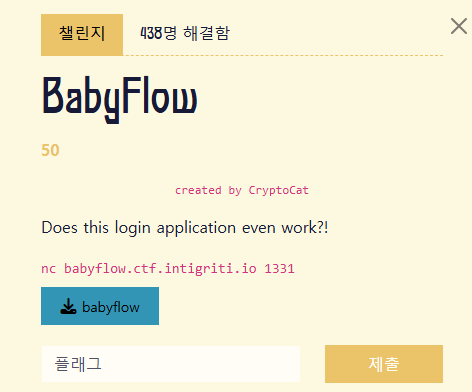 챌린지 438명 해결함
BabyFlow
50
created by CryptoCat
Does this login application even work?!
nc babyflow.ctf.intigriti.io 1331
babyflow
플래그 제출